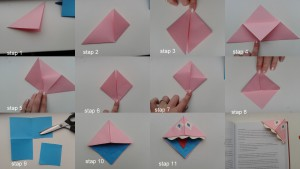 stap 1
stap 2
stap 3
stap 4
stap 5
stap 6
stap 7
stap 8
stap 9
stap 10
stap 11